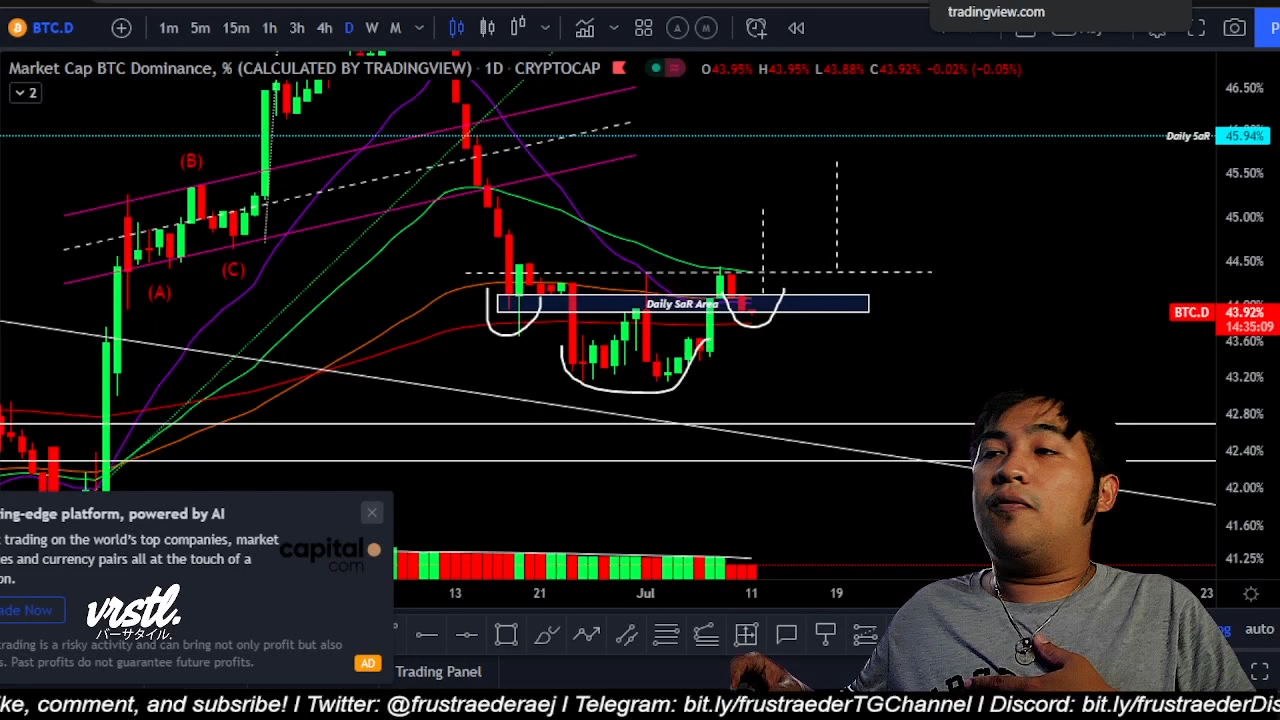 tradingview.com
BTC.D
1m 5m 15m 1h 3h 4h D W M
A M
Market Cap BTC Dominance, % (CALCULATED BY TRADINGVIEW) · 1D · CRYPTOCAP
O43.95% H43.95% L43.88% C43.92% -0.02 (-0.05%)
2
46.50%
Daily SaR 45.94%
45.50%
45.00%
44.50%
Daily SaR Area
BTC.D 43.92%
14:35:09
43.60%
43.20%
42.80%
42.40%
42.00%
41.60%
41.25%
(B)
(C)
(A)
13 21 Jul 11 19 23
ing-edge platform, powered by AI
trading on the world's top companies, market
es and currency pairs all at the touch of a
on.
capital
com
ade Now
vrstl.
バーサタイル.
trading is a risky activity and can bring not only profit but also
s. Past profits do not guarantee future profits.
AD
auto
Trading Panel
ike, comment, and subsribe! I Twitter: @frustraederaej I Telegram: bit.ly/frustraederTGChannel I Discord: bit.ly/frustraederDis